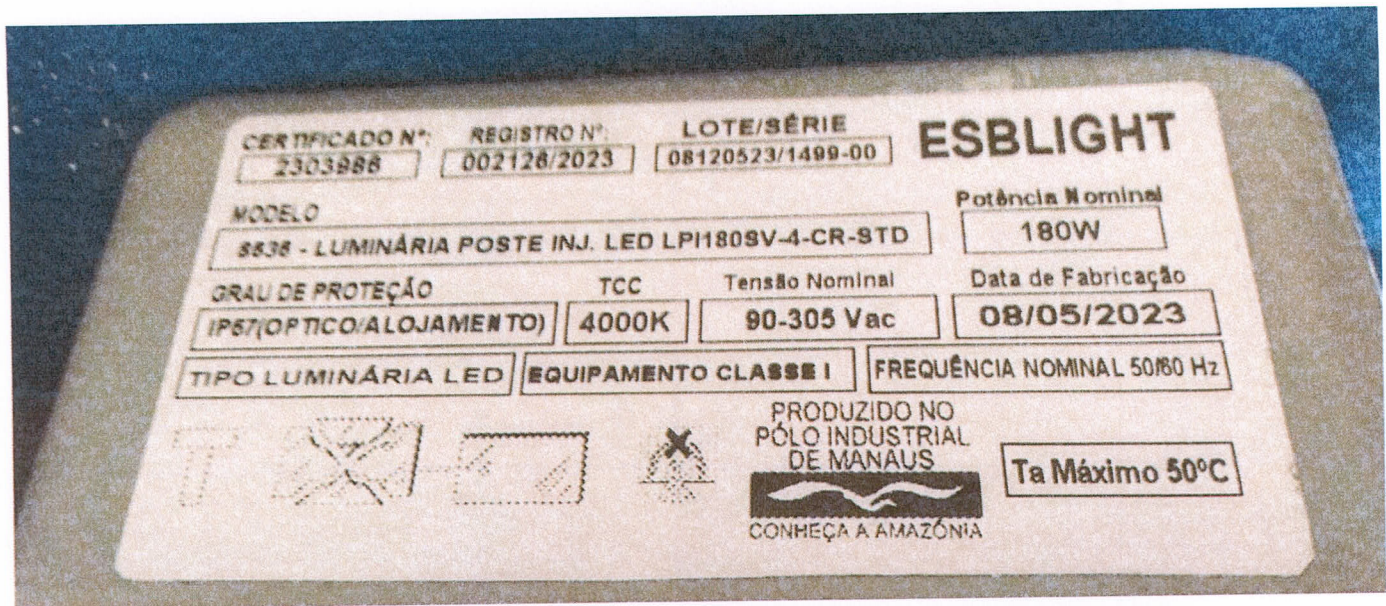 CERTIFICADO Nº: REGISTRO Nº: LOTE/SÉRIE ESBLIGHT
2303986 002126/2023 08120523/1499-00
MODELO Potência Nominal
LUMINÁRIA POSTE INJ. LED LPI180SV-4-CR-STD 180W
GRAU DE PROTEÇÃO TCC Tensão Nominal Data de Fabricação
IP67(OPTICO/ALOJAMENTO) 4000K 90-305 Vac 08/05/2023
TIPO LUMINÁRIA LED EQUIPAMENTO CLASSE I FREQUÊNCIA NOMINAL 50/60 Hz
PRODUZIDO NO
PÓLO INDUSTRIAL
DE MANAUS
Ta Máximo 50ºC
CONHEÇA A AMAZÔNIA